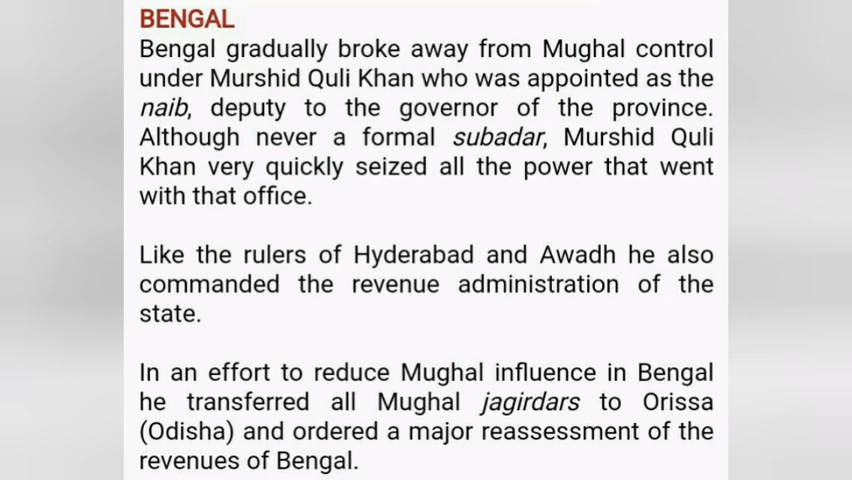 BENGAL
Bengal gradually broke away from Mughal control
under Murshid Quli Khan who was appointed as the
naib, deputy to the governor of the province.
Although never a formal subadar, Murshid Quli
Khan very quickly seized all the power that went
with that office.
Like the rulers of Hyderabad and Awadh he also
commanded the revenue administration of the
state.
In an effort to reduce Mughal influence in Bengal
he transferred all Mughal jagirdars to Orissa
(Odisha) and ordered a major reassessment of the
revenues of Bengal.